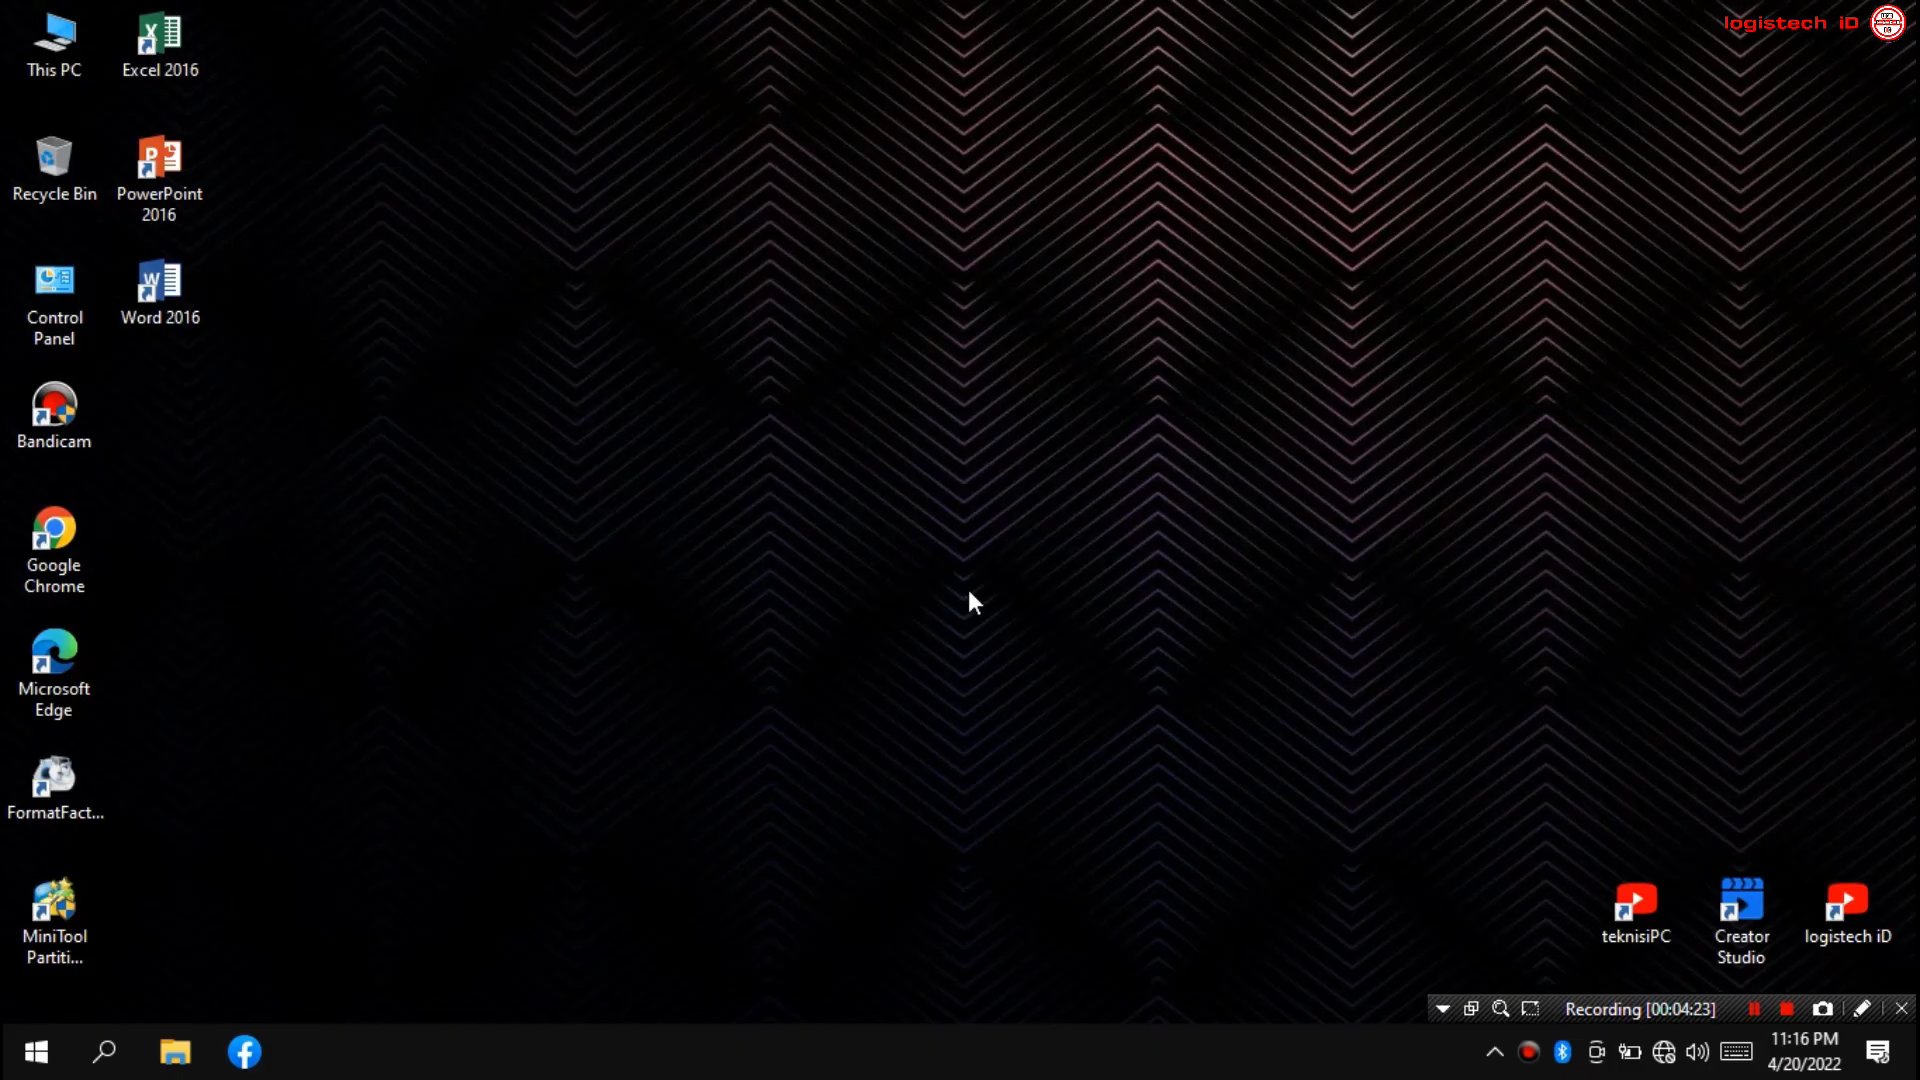 logistech iD
This PC
Excel 2016
Recycle Bin
PowerPoint
2016
Control
Panel
Word 2016
Bandicam
Google
Chrome
Microsoft
Edge
FormatFact...
MiniTool
Partiti...
teknisiPC
Creator
Studio
logistech iD
Recording [00:04:23]
11:16 PM
4/20/2022